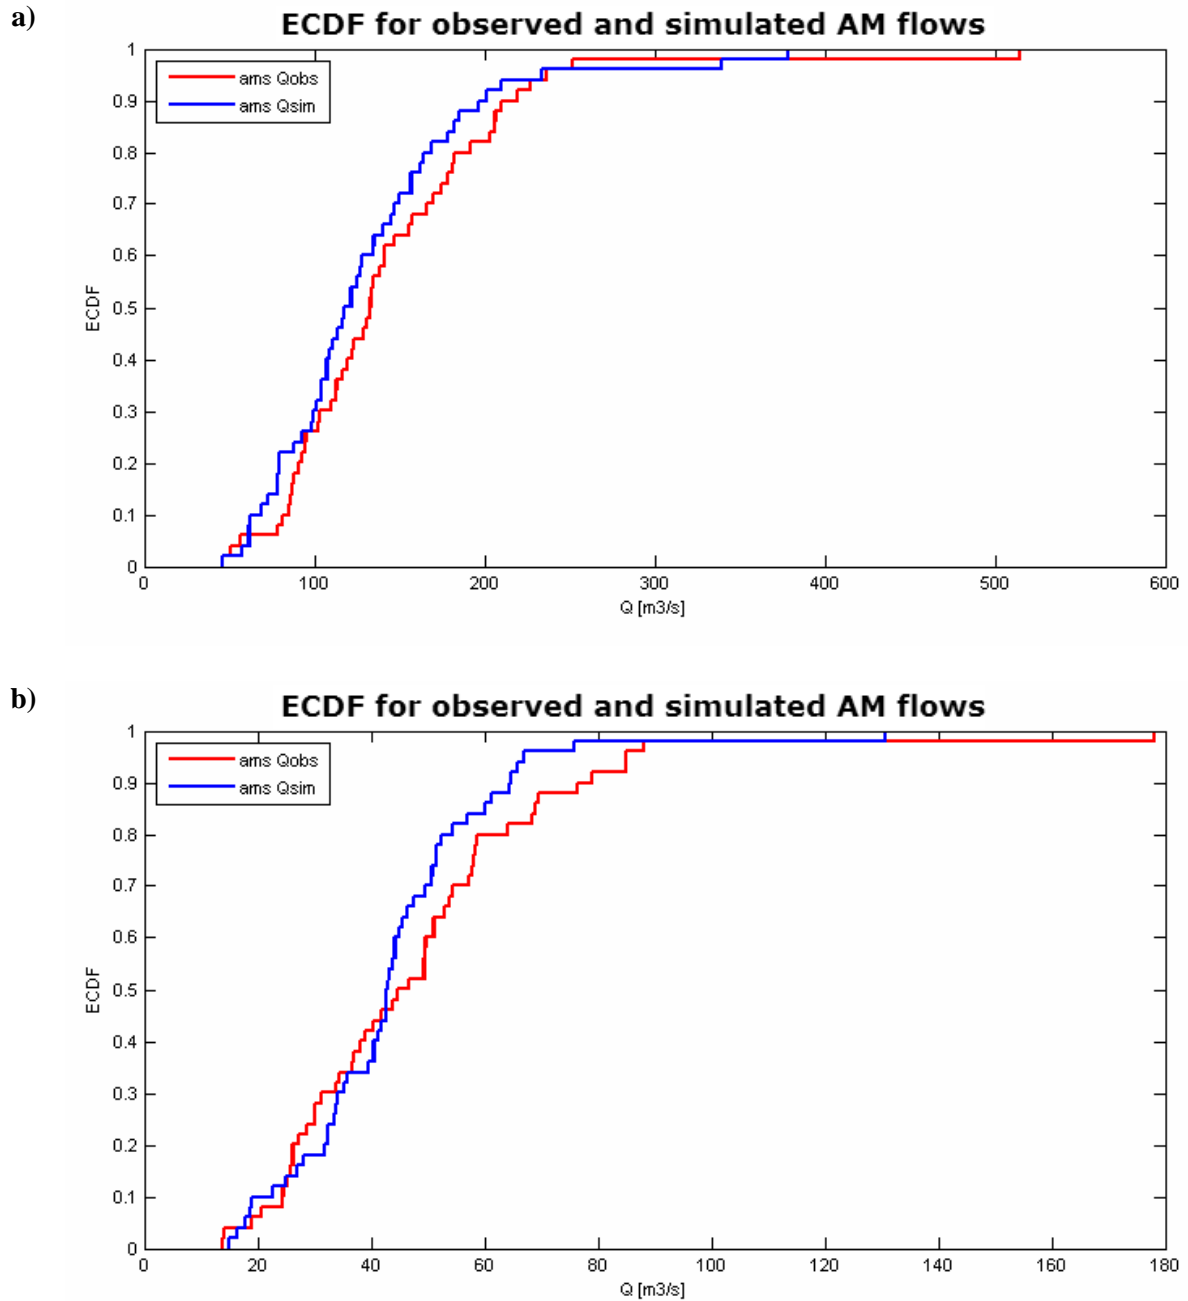 a)
ECDF for observed and simulated AM flows
1
0.9
0.8
0.7
0.6
0.5
0.4
0.3
0.2
0.1
0
ECDF
ams Qobs
ams Qsim
0 100 200 300 400 500 600
Q [m3/s]
b)
ECDF for observed and simulated AM flows
1
0.9
0.8
0.7
0.6
0.5
0.4
0.3
0.2
0.1
0
ECDF
ams Qobs
ams Qsim
0 20 40 60 80 100 120 140 160 180
Q [m3/s]